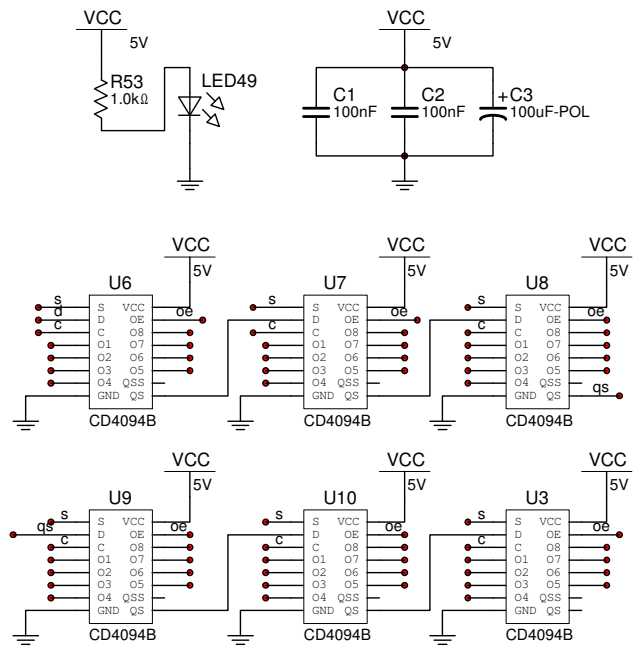 VCC
5V
R53
1.0kΩ
LED49
VCC
5V
C1
100nF
C2
100nF
+C3
100uF-POL
U6
VCC
5V
s S VCC
d D OE oe
c C O8
O1 O7
O2 O6
O3 O5
O4 QSS
GND QS
CD4094B
U7
VCC
5V
s S VCC
D OE oe
c C O8
O1 O7
O2 O6
O3 O5
O4 QSS
GND QS
CD4094B
U8
VCC
5V
s S VCC
D OE oe
c C O8
O1 O7
O2 O6
O3 O5
O4 QSS
GND QS qs
CD4094B
U9
VCC
5V
s S VCC
qs D OE oe
c C O8
O1 O7
O2 O6
O3 O5
O4 QSS
GND QS
CD4094B
U10
VCC
5V
s S VCC
D OE oe
c C O8
O1 O7
O2 O6
O3 O5
O4 QSS
GND QS
CD4094B
U3
VCC
5V
s S VCC
D OE oe
c C O8
O1 O7
O2 O6
O3 O5
O4 QSS
GND QS
CD4094B